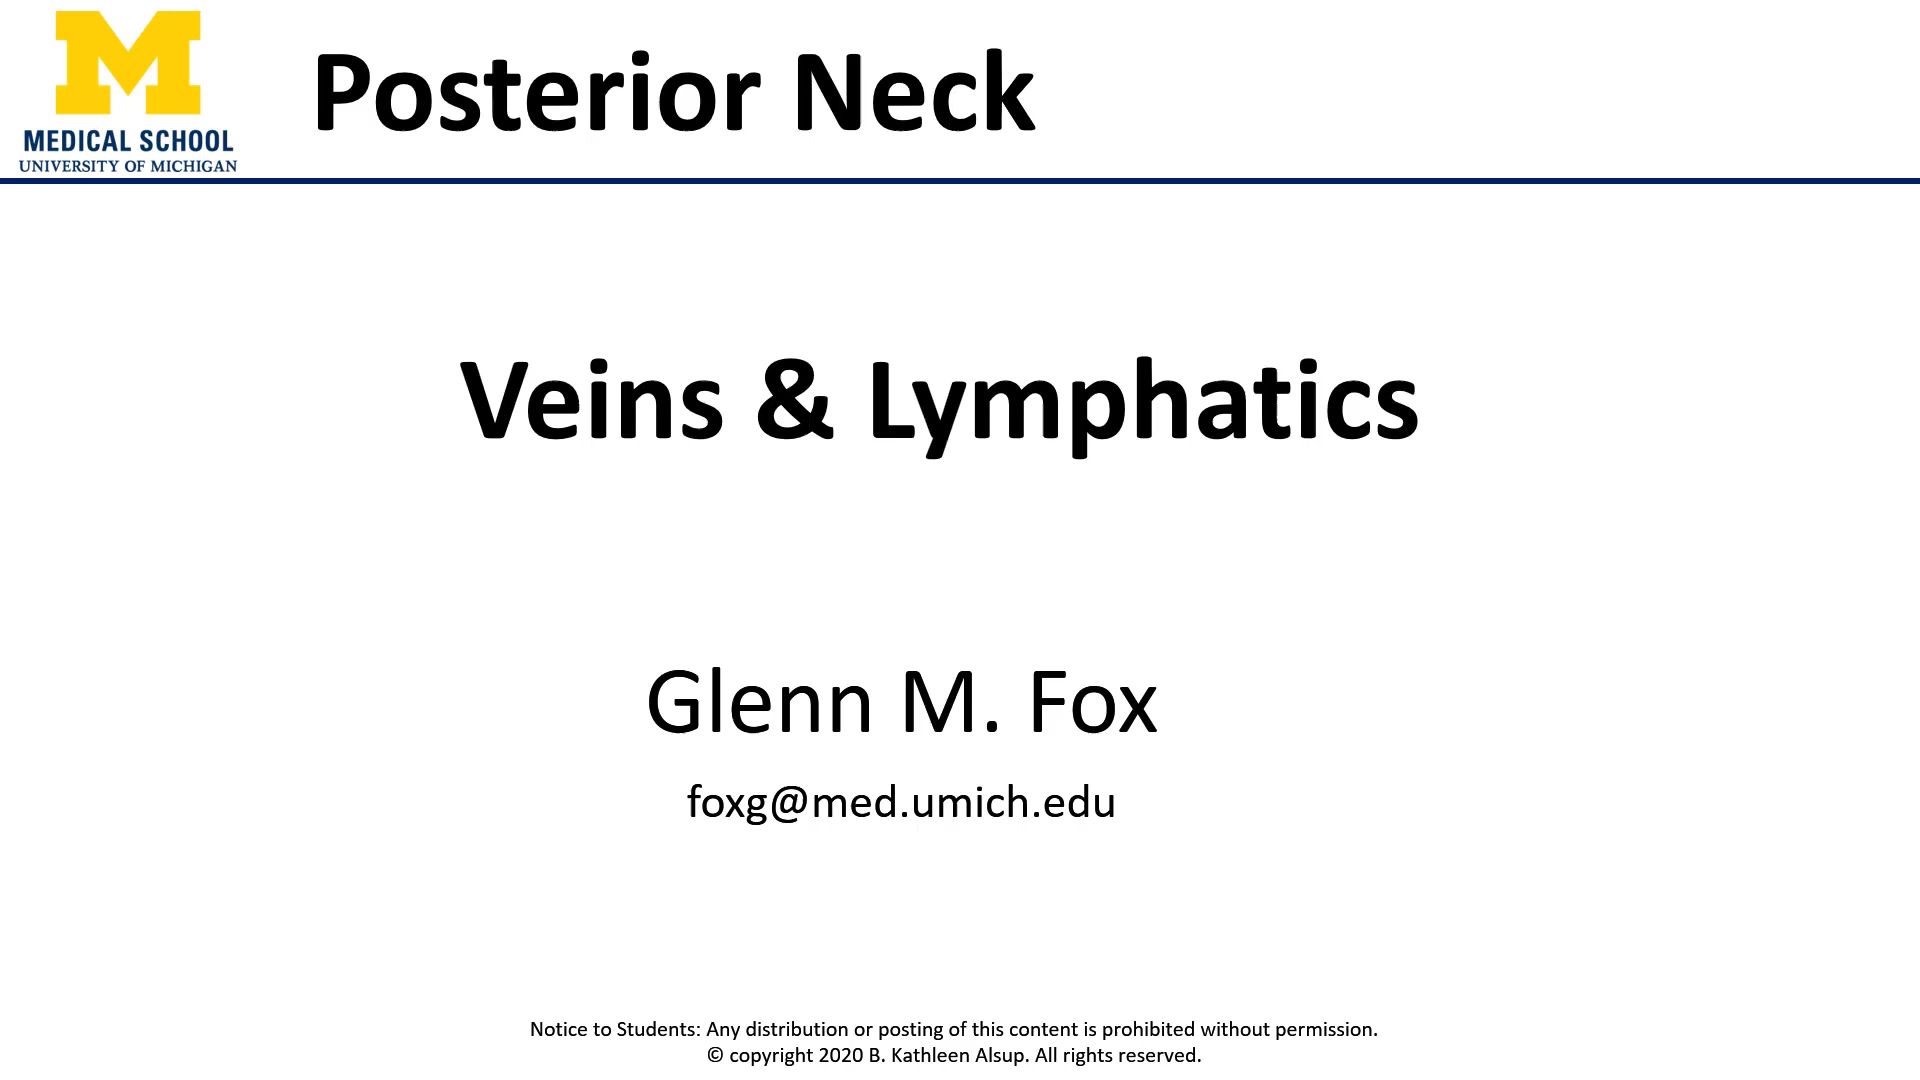 MEDICAL SCHOOL
UNIVERSITY OF MICHIGAN
Posterior Neck
Veins & Lymphatics
Glenn M. Fox
foxg@med.umich.edu
Notice to Students: Any distribution or posting of this content is prohibited without permission.
© copyright 2020 B. Kathleen Alsup. All rights reserved.